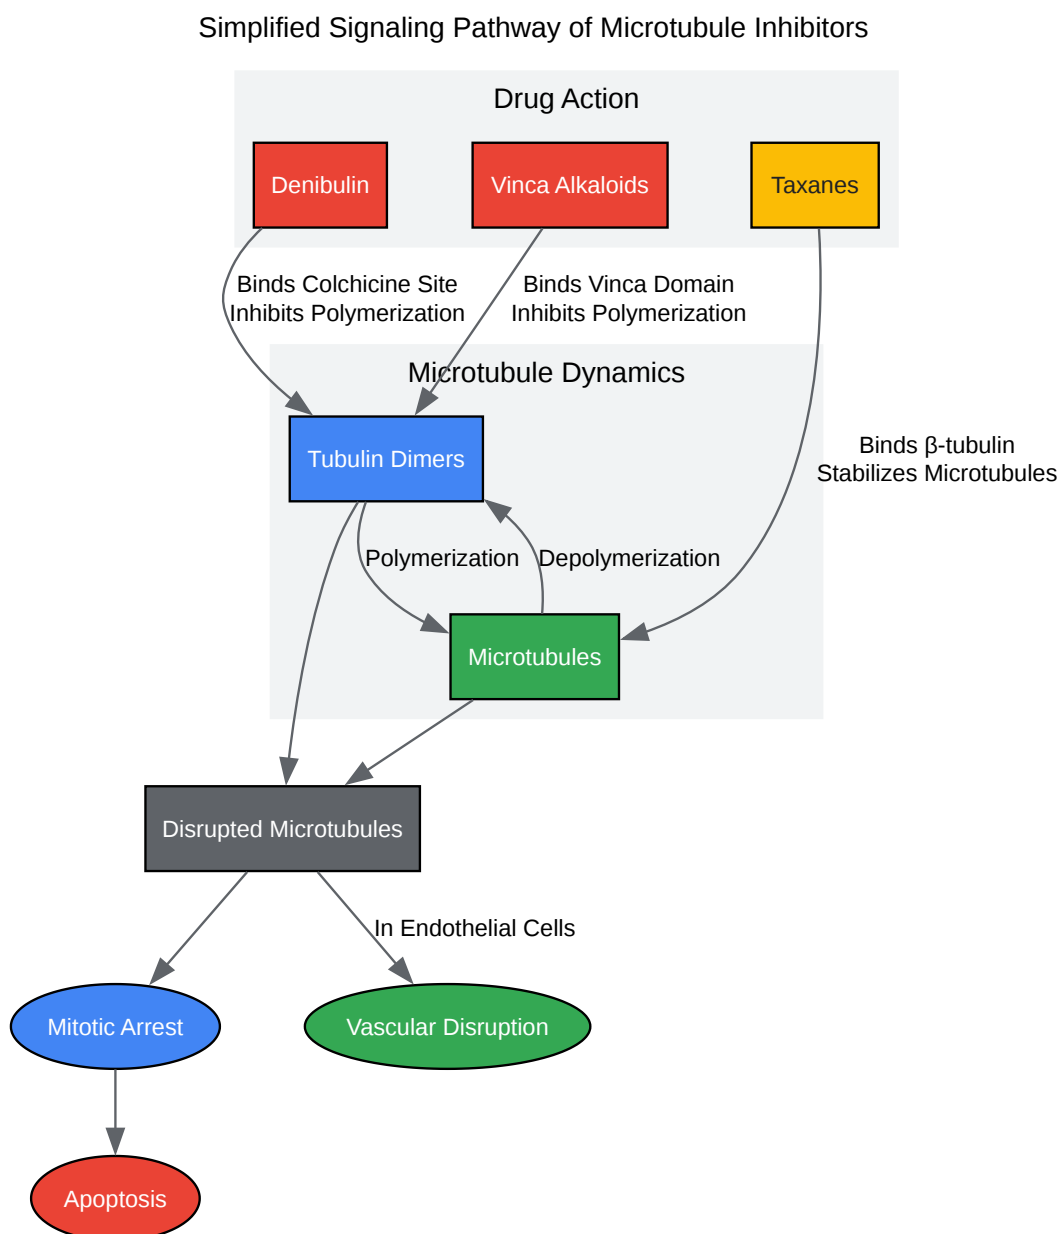 Simplified Signaling Pathway of Microtubule Inhibitors
Drug Action
Denibulin
Vinca Alkaloids
Taxanes
Binds Colchicine Site
Inhibits Polymerization
Binds Vinca Domain
Inhibits Polymerization
Microtubule Dynamics
Binds β-tubulin
Stabilizes Microtubules
Tubulin Dimers
Polymerization
Depolymerization
Microtubules
Disrupted Microtubules
In Endothelial Cells
Mitotic Arrest
Vascular Disruption
Apoptosis